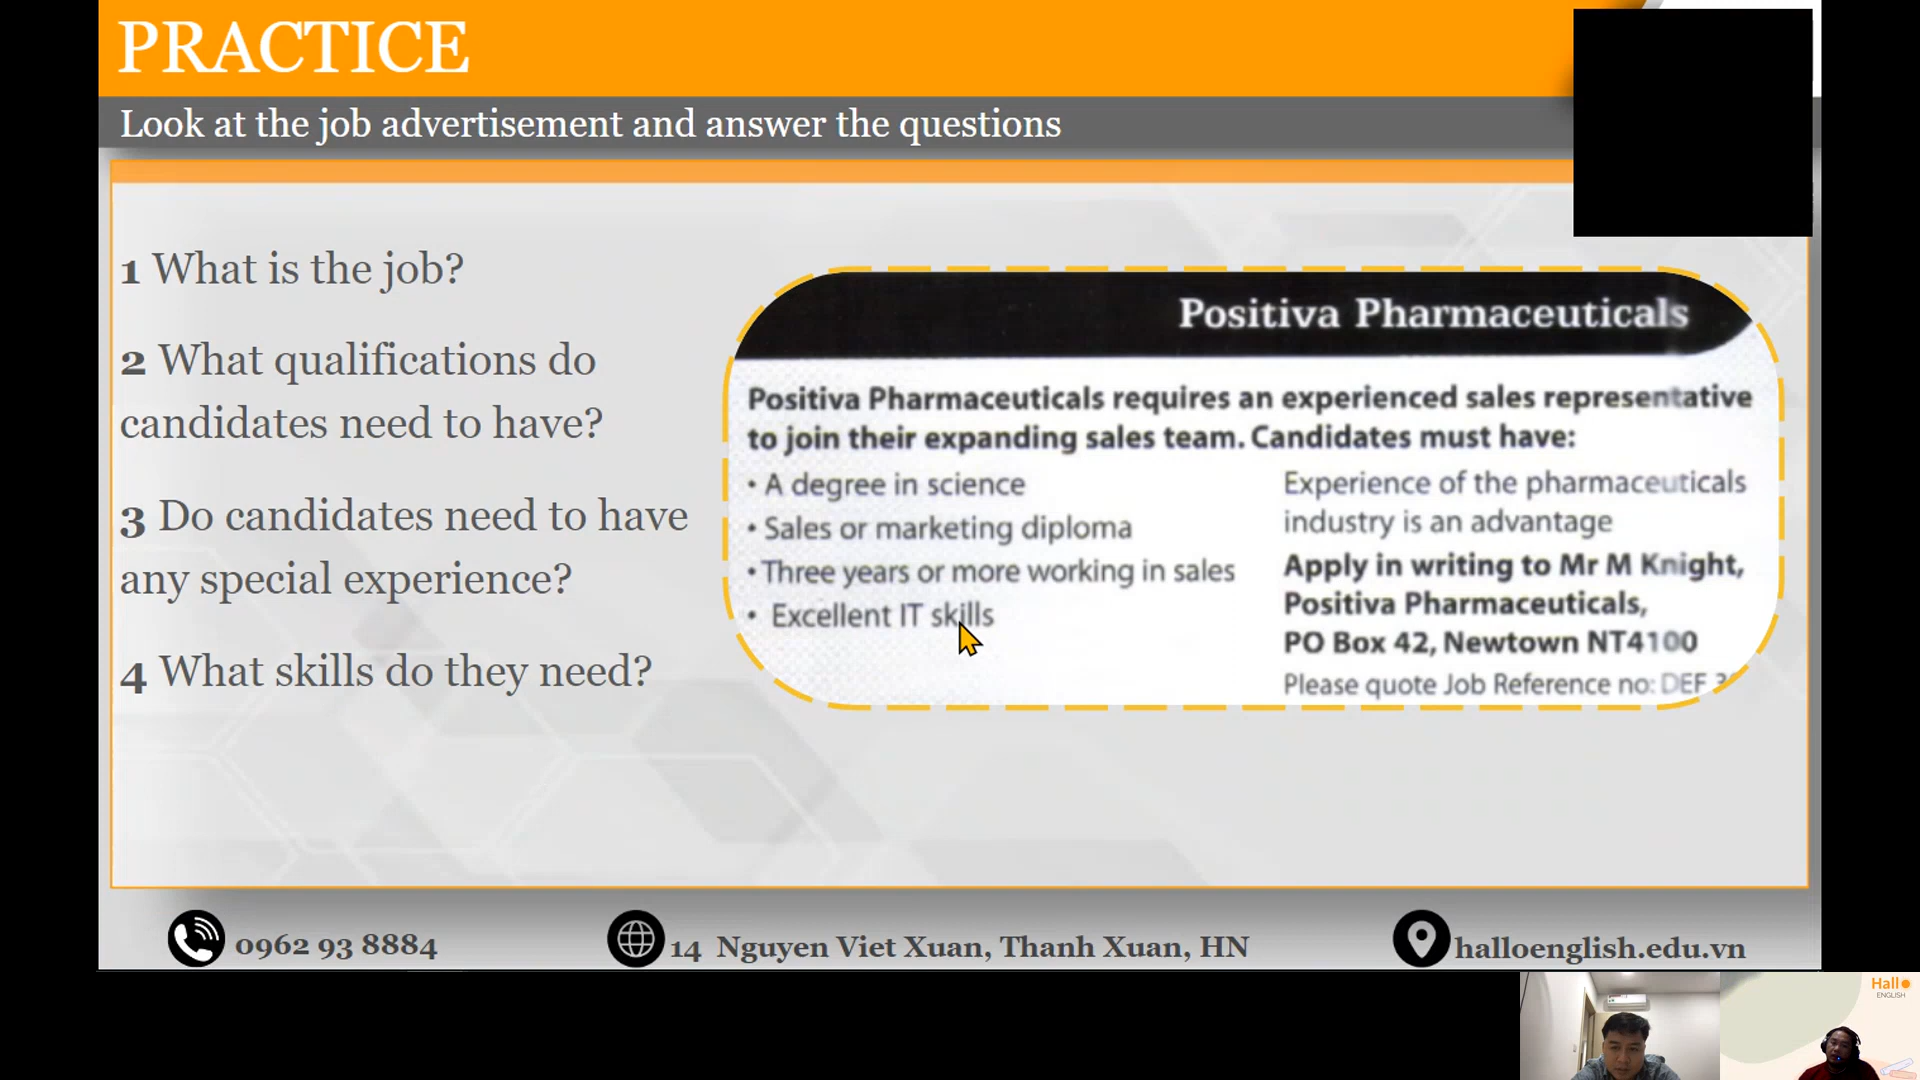 PRACTICE
Look at the job advertisement and answer the questions
1 What is the job?
2 What qualifications do
candidates need to have?
3 Do candidates need to have
any special experience?
4 What skills do they need?
Positiva Pharmaceuticals
Positiva Pharmaceuticals requires an experienced sales representative
to join their expanding sales team. Candidates must have:
• A degree in science
• Sales or marketing diploma
• Three years or more working in sales
• Excellent IT skills
Experience of the pharmaceuticals
industry is an advantage
Apply in writing to Mr M Knight,
Positiva Pharmaceuticals,
PO Box 42, Newtown NT4100
Please quote Job Reference no: DEF
0962 93 8884
14 Nguyen Viet Xuan, Thanh Xuan, HN
halloenglish.edu.vn
Hallo
ENGLISH